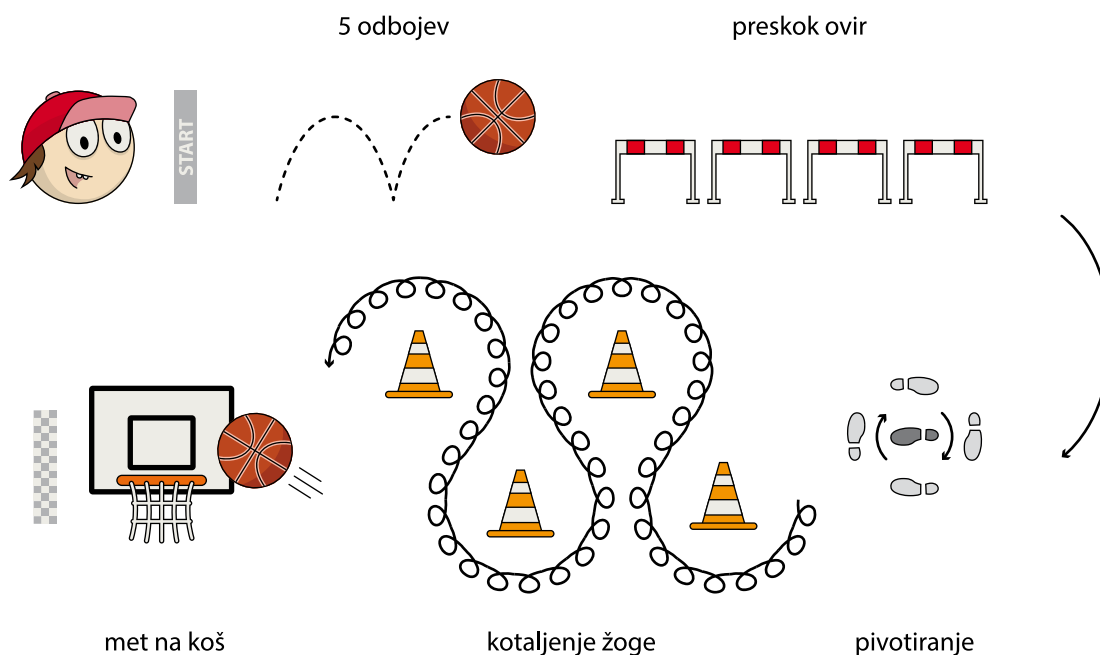 5 odbojev
preskok ovir
START
met na koš
kotaljenje žoge
pivotiranje